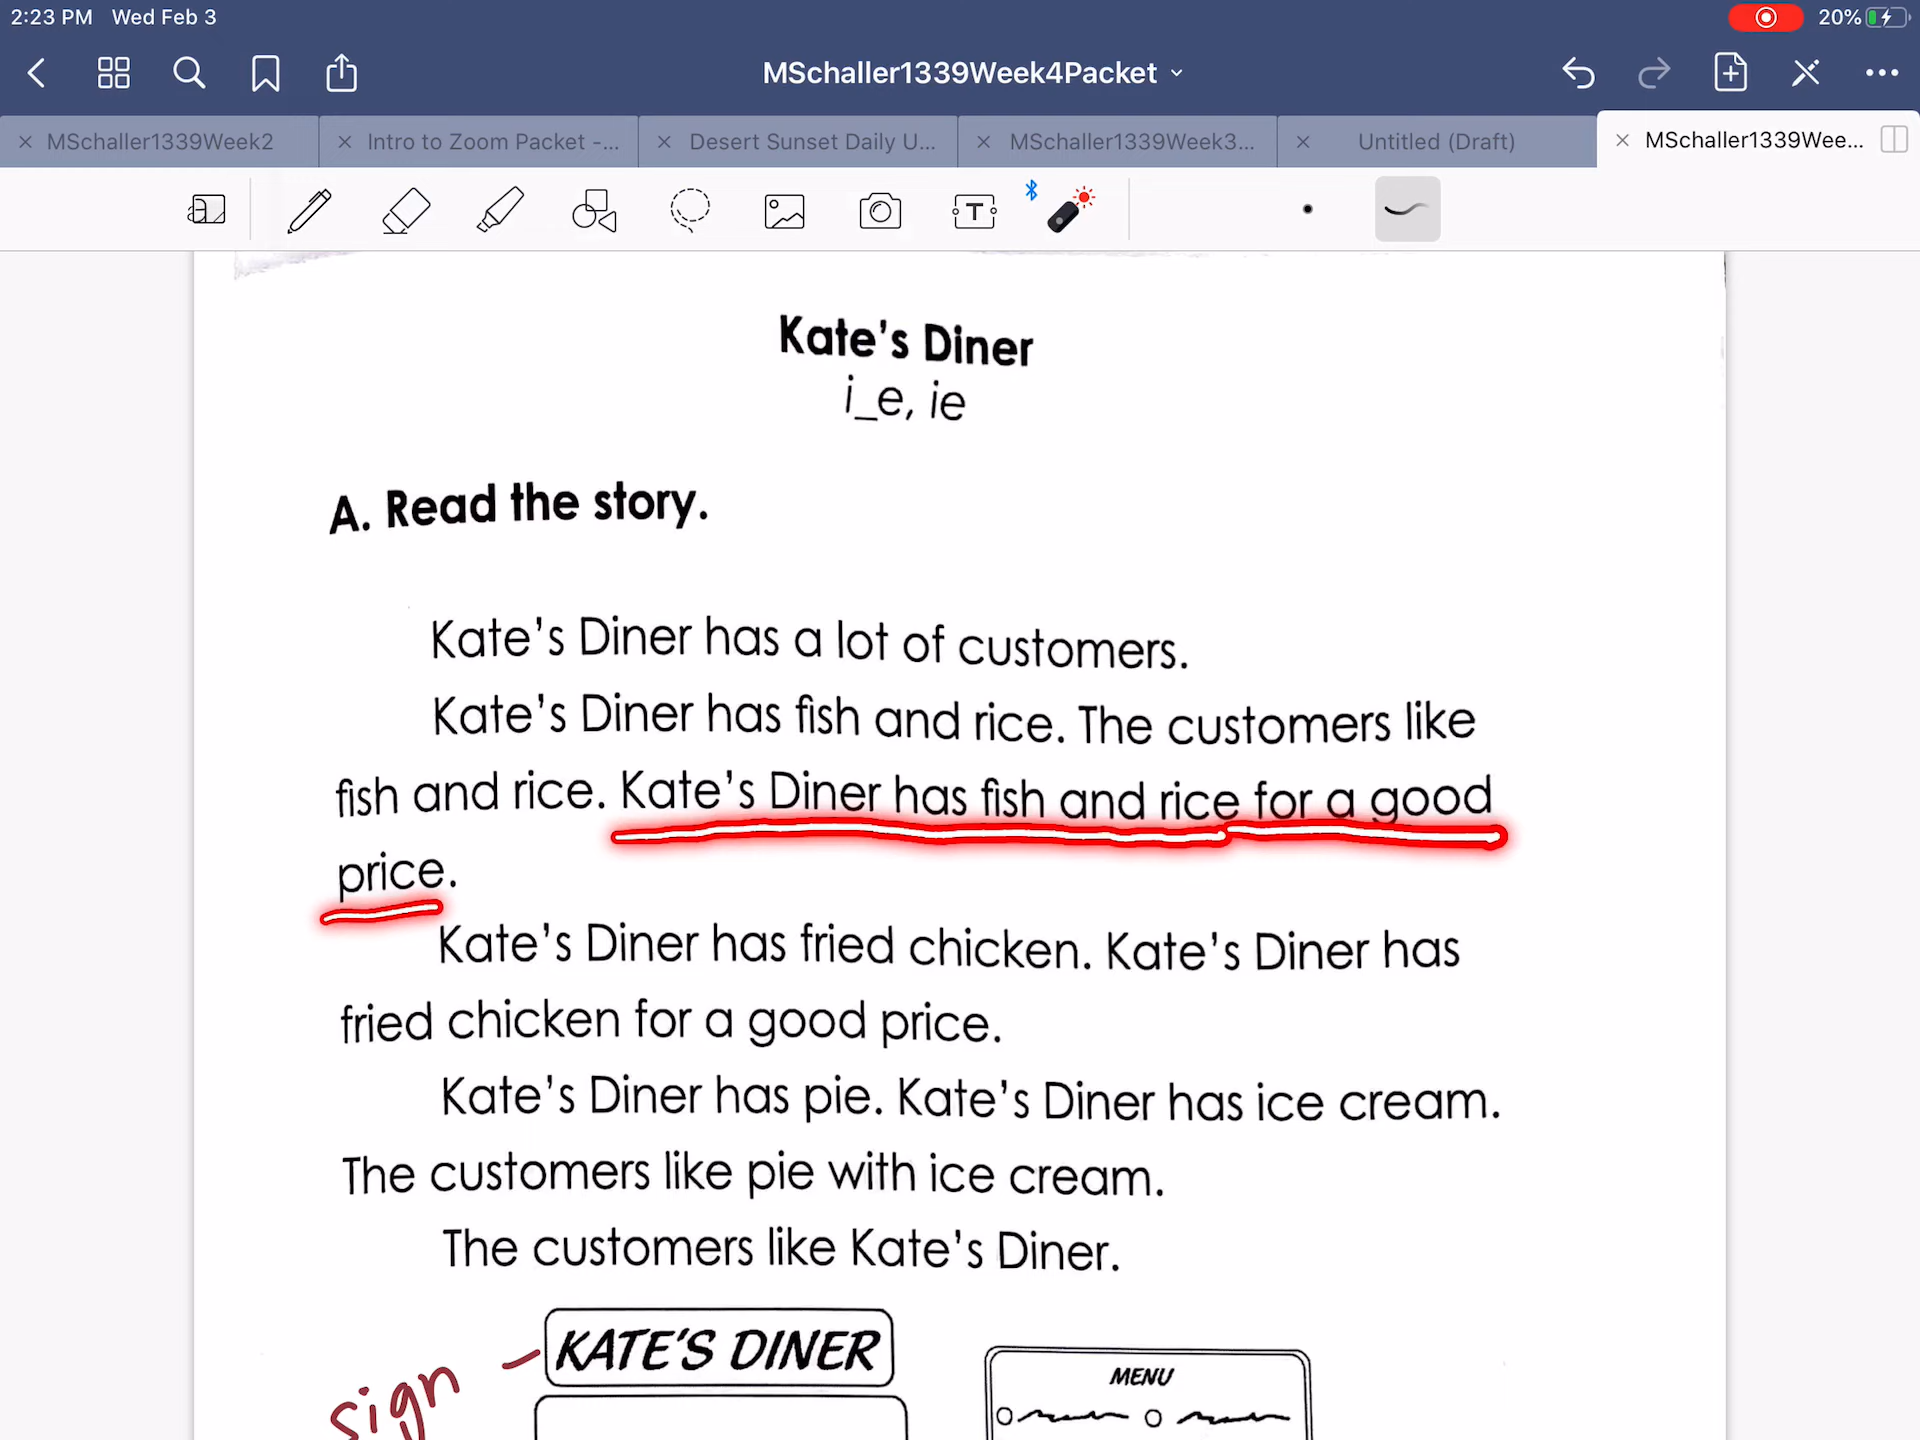 2:23 PM Wed Feb 3
20%
MSchaller1339Week4Packet
MSchaller1339Week2
Intro to Zoom Packet -...
Desert Sunset Daily U...
MSchaller1339Week3...
Untitled (Draft)
MSchaller1339Wee...
Kate's Diner
i_e, ie
A. Read the story.
Kate's Diner has a lot of customers.
Kate's Diner has fish and rice. The customers like
fish and rice. Kate's Diner has fish and rice for a good
price.
Kate's Diner has fried chicken. Kate's Diner has
fried chicken for a good price.
Kate's Diner has pie. Kate's Diner has ice cream.
The customers like pie with ice cream.
The customers like Kate's Diner.
KATE'S DINER
sign
MENU